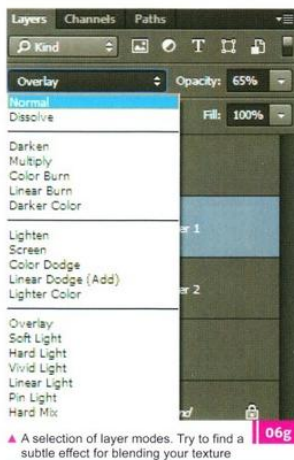 Layers Channels Paths
Kind
Overlay Opacity: 65%
Normal Fill: 100%
Dissolve
Darken
Multiply
Color Burn
Linear Burn
Darker Color
Lighten
er 1
Screen
Color Dodge
Linear Dodge (Add)
Lighter Color
er 2
Overlay
Soft Light
Hard Light
Vivid Light
Linear Light
Pin Light
Hard Mix
nd
06g
▲ A selection of layer modes. Try to find a
subtle effect for blending your texture